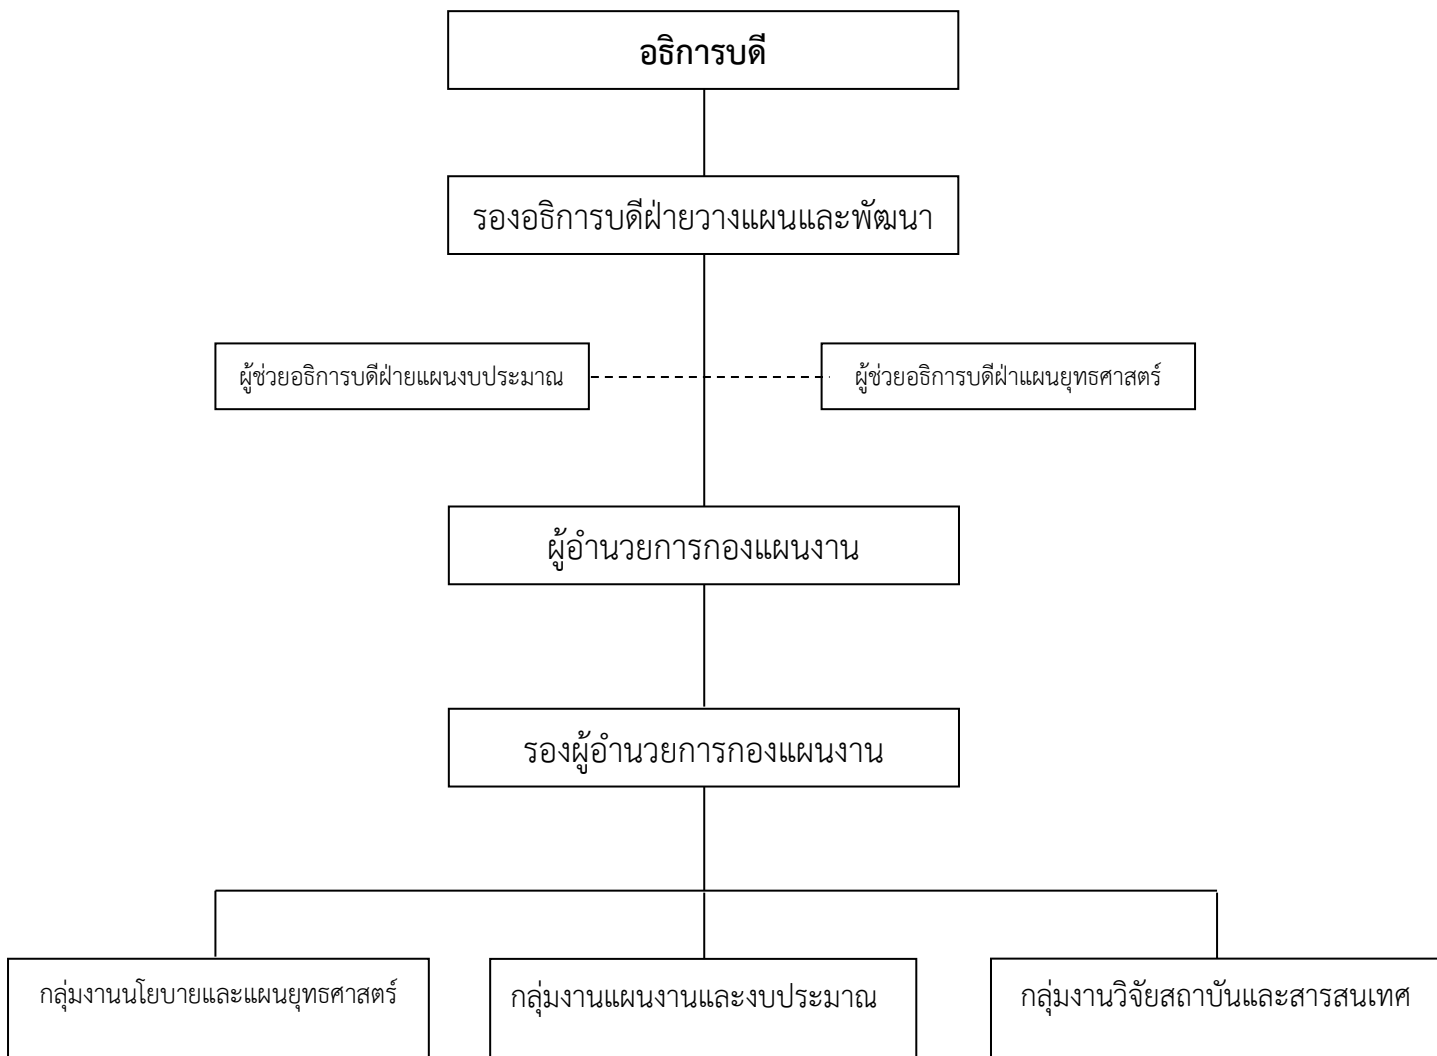 อธิการบดี
รองอธิการบดีฝ่ายวางแผนและพัฒนา
ผู้ช่วยอธิการบดีฝ่ายแผนงบประมาณ
ผู้ช่วยอธิการบดีฝ่าแผนยุทธศาสตร์
ผู้อำนวยการกองแผนงาน
รองผู้อำนวยการกองแผนงาน
กลุ่มงานนโยบายและแผนยุทธศาสตร์
กลุ่มงานแผนงานและงบประมาณ
กลุ่มงานวิจัยสถาบันและสารสนเทศ